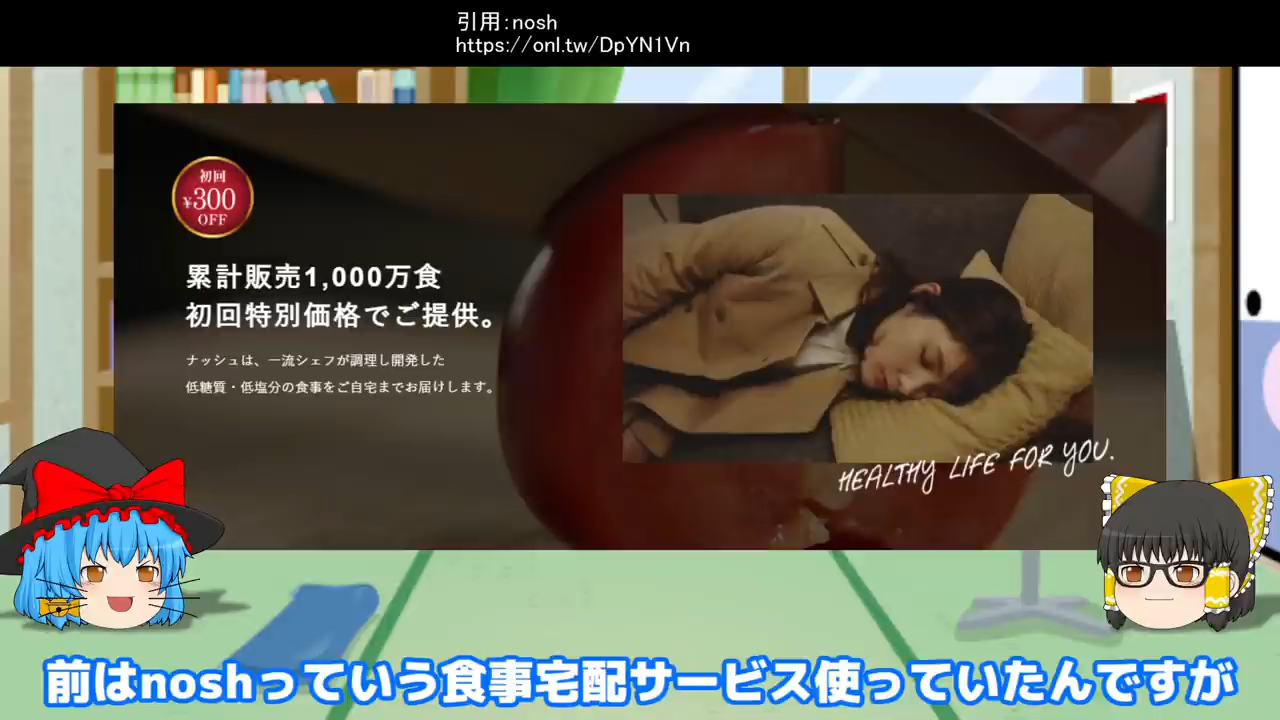 引用：nosh
https://onl.tw/DpYN1Vn
初回
¥300
OFF
累計販売1,000万食
初回特別価格でご提供。
ナッシュは、一流シェフが調理し開発した
低糖質・低塩分の食事をご自宅までお届けします。
HEALTHY LIFE FOR YOU.
前はnoshっていう食事宅配サービス使っていたんですが